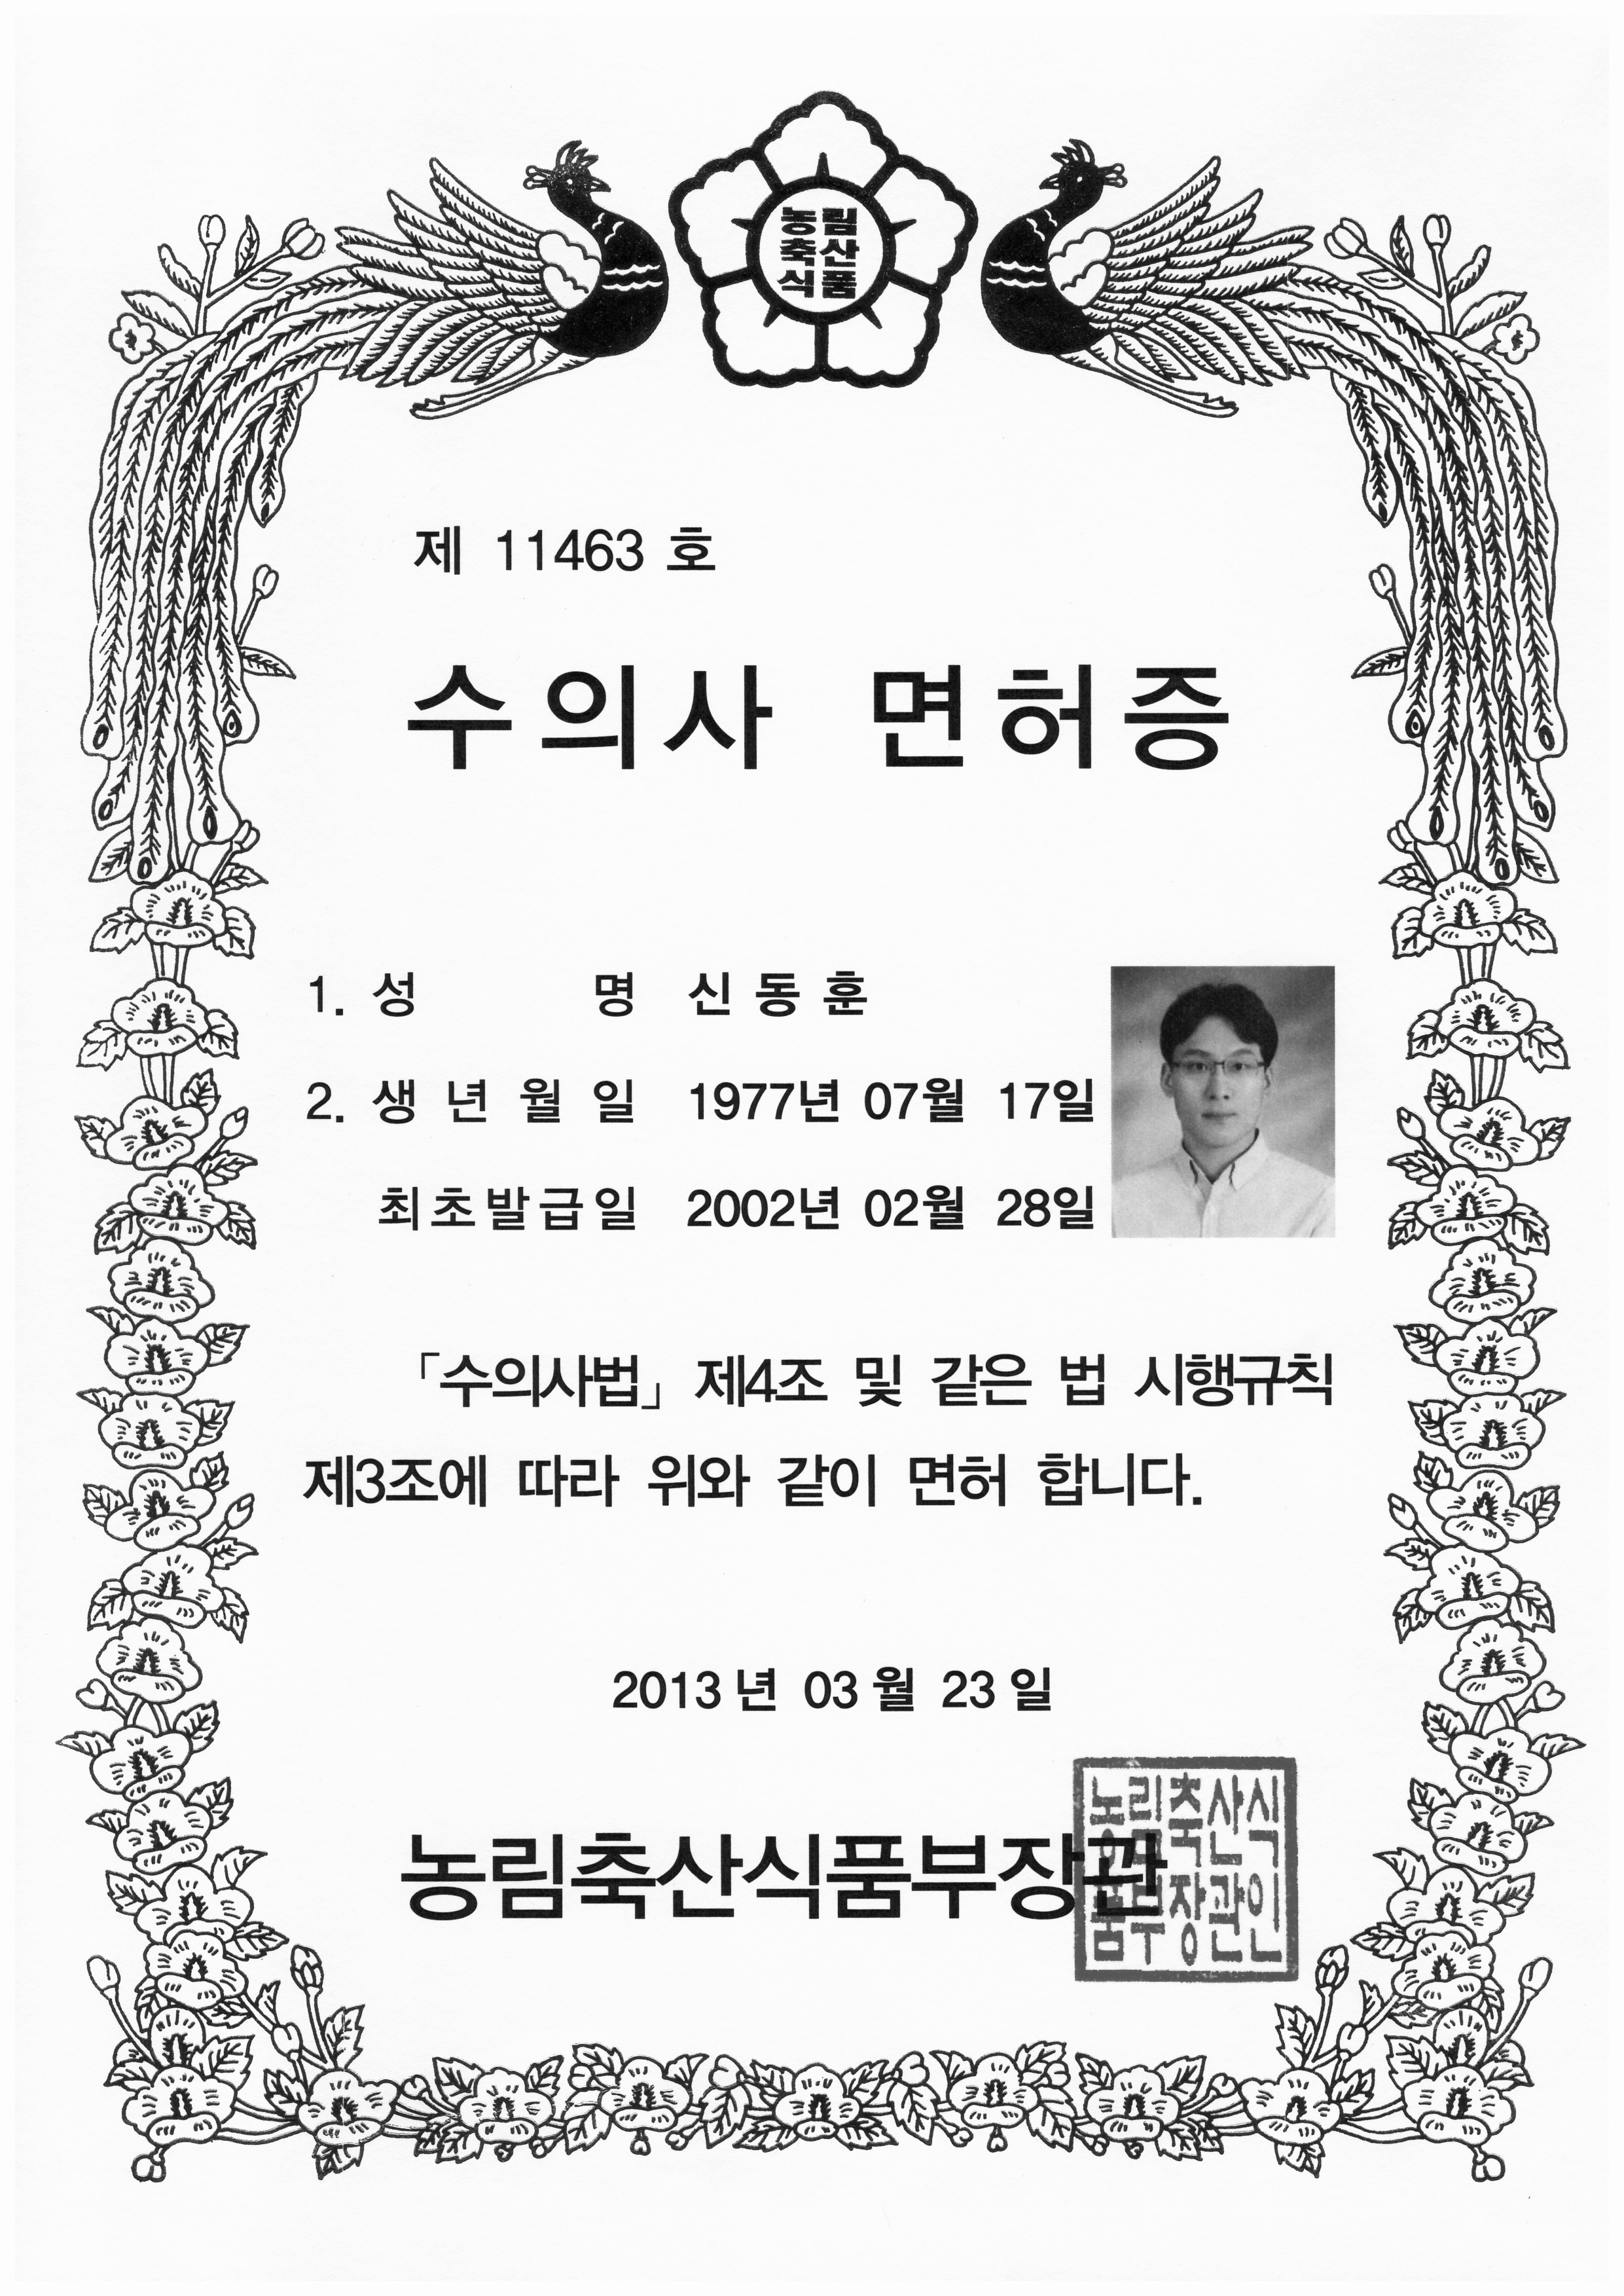 농림
축산
식품
제 11463 호
수의사 면허증
1. 성 명 신 동 훈
2. 생 년 월 일 1977년 07월 17일
최초발급일 2002년 02월 28일
「수의사법」 제4조 및 같은 법 시행규칙
제3조에 따라 위와 같이 면허 합니다.
2013 년 03 월 23 일
농림축산식품부장관
농림축산식
품부장관인